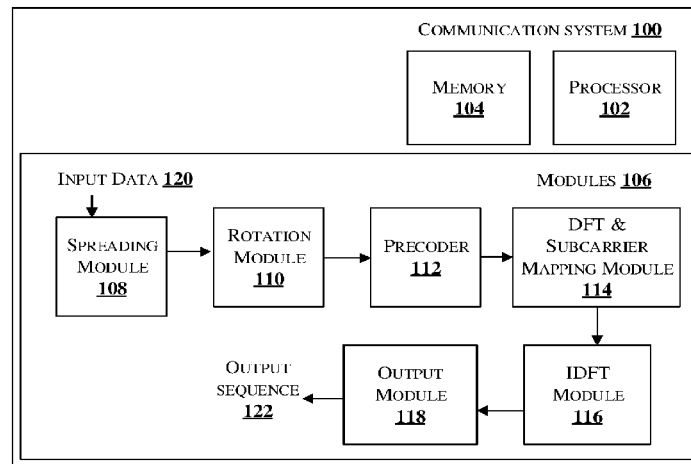 COMMUNICATION SYSTEM 100
MEMORY
104
PROCESSOR
102
INPUT DATA 120
MODULES 106
SPREADING
MODULE
108
ROTATION
MODULE
110
PRECODER
112
DFT &
SUBCARRIER
MAPPING MODULE
114
OUTPUT
SEQUENCE
122
OUTPUT
MODULE
118
IDFT
MODULE
116